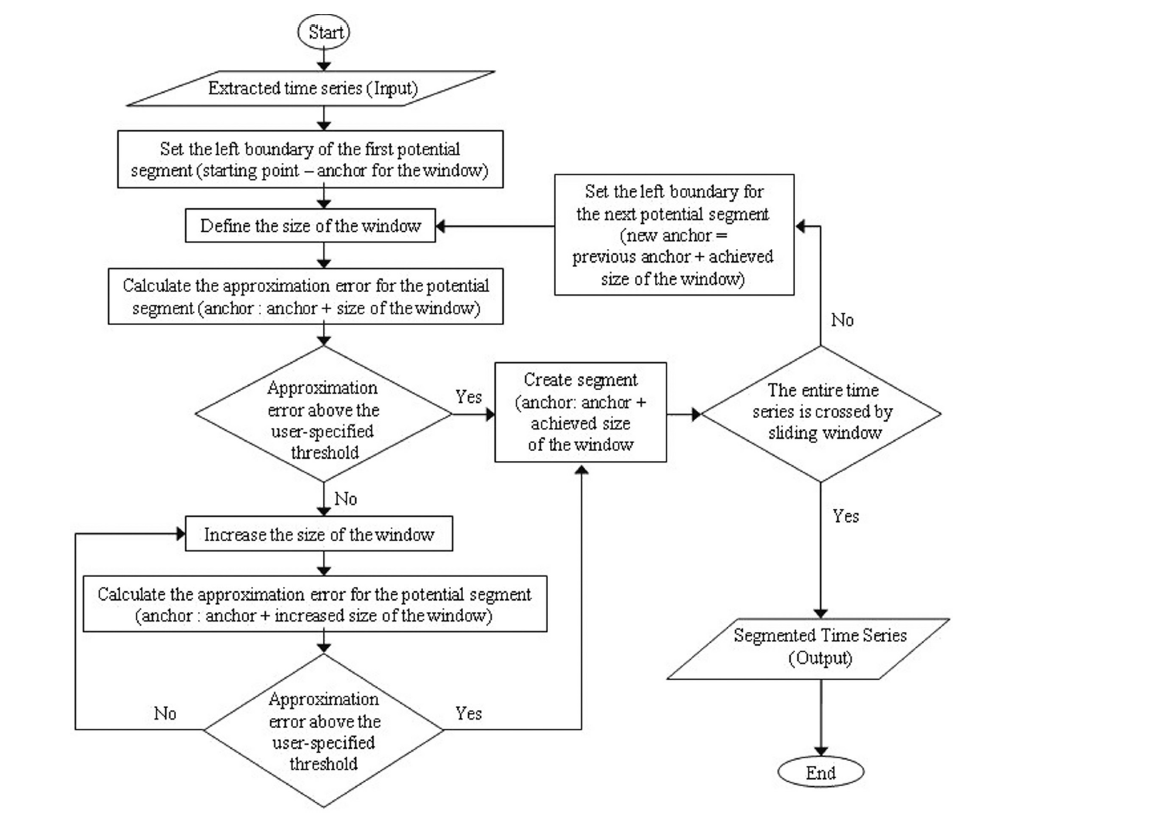 Start
Extracted time series (Input)
Set the left boundary of the first potential
segment (starting point – anchor for the window)
Define the size of the window
Set the left boundary for
the next potential segment
(new anchor =
previous anchor + achieved
size of the window)
Calculate the approximation error for the potential
segment (anchor : anchor + size of the window)
No
Approximation
error above the
user-specified
threshold
Yes
Create segment
(anchor: anchor +
achieved size
of the window
The entire time
series is crossed by
sliding window
No
Yes
Increase the size of the window
Calculate the approximation error for the potential segment
(anchor : anchor + increased size of the window)
Segmented Time Series
(Output)
Approximation
error above the
user-specified
threshold
No
Yes
End